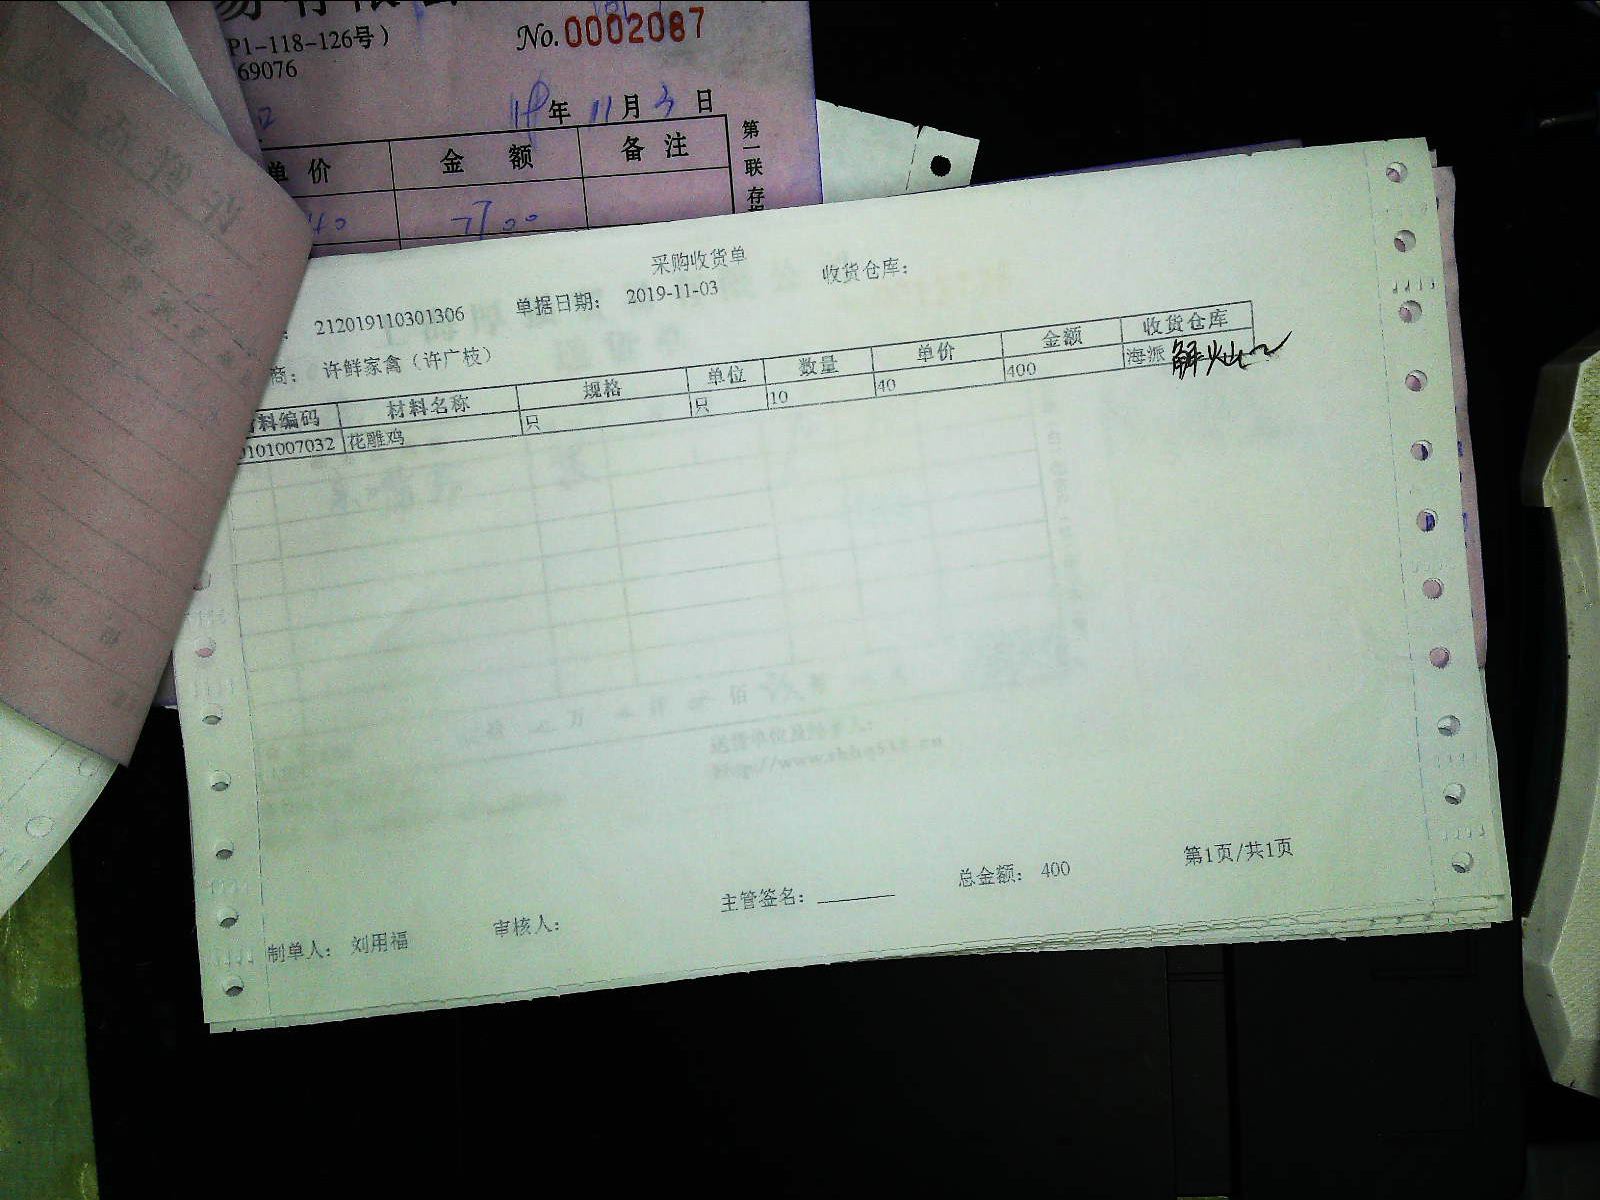 P1-118-126号）
No.0002087
69076
年 11月 3日
单价 金额 备注
第一联 存
40
采购收货单
212019110301306 单据日期： 2019-11-03 收货仓库：
商： 许鲜家禽（许广枝）
料编码 材料名称 规格 单位 数量 单价 金额 收货仓库
0101007032 花雕鸡 只 只 10 40 400 海派
制单人： 刘用福 审核人： 主管签名： 总金额： 400 第1页/共1页